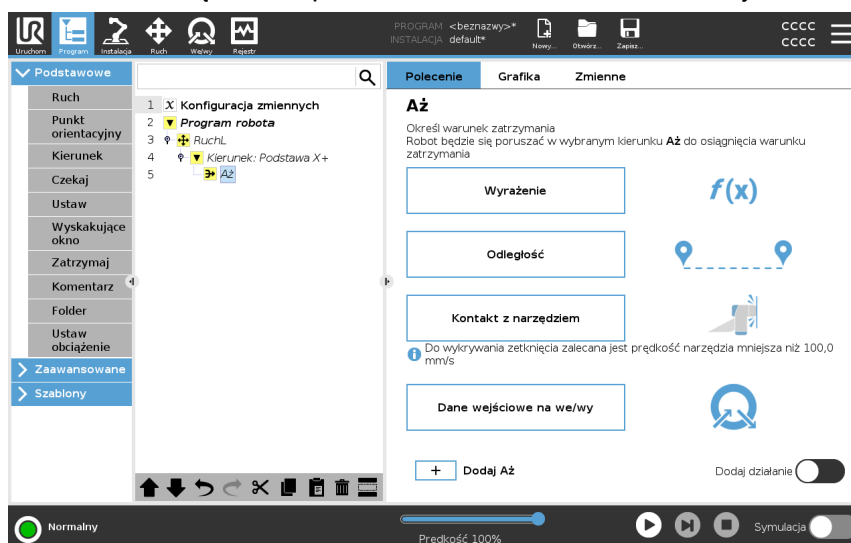 UR
Uruchom
Program
Instalacja
Ruch
We/wy
Rejestr
PROGRAM <beznazwy>*
INSTALACJA default*
Nowy...
Otwórz...
Zapisz...
CCCC
CCCC
Podstawowe
Ruch
Punkt
orientacyjny
Kierunek
Czekaj
Ustaw
Wyskakujące
okno
Zatrzymaj
Komentarz
Folder
Ustaw
obciążenie
Zaawansowane
Szablony
1 X Konfiguracja zmiennych
2 Program robota
3 RuchL
4 Kierunek: Podstawa X+
5 Aż
Polecenie Grafika Zmienne
Aż
Określ warunek zatrzymania
Robot będzie się poruszać w wybranym kierunku Aż do osiągnięcia warunku
zatrzymania
Wyrażenie
f(x)
Odległość
Kontakt z narzędziem
Do wykrywania zetknięcia zalecana jest prędkość narzędzia mniejsza niż 100,0
mm/s
Dane wejściowe na we/wy
+ Dodaj Aż
Dodaj działanie
Normalny
Prędkość 100%
Symulacja